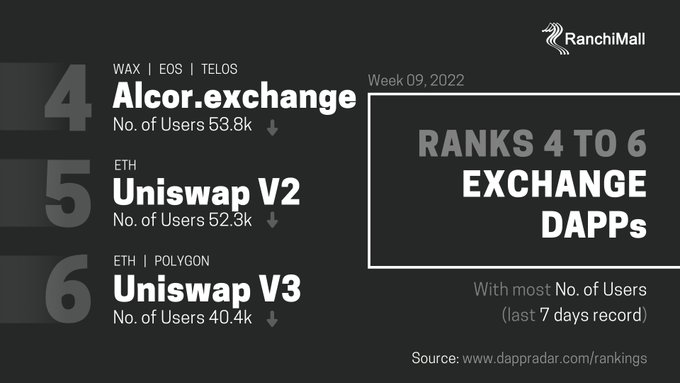 RanchiMall
4
WAX | EOS | TELOS
Alcor.exchange
No. of Users 53.8k
5
ETH
Uniswap V2
No. of Users 52.3k
6
ETH | POLYGON
Uniswap V3
No. of Users 40.4k
Week 09, 2022
RANKS 4 TO 6
EXCHANGE
DAPPs
With most No. of Users
(last 7 days record)
Source: www.dappradar.com/rankings